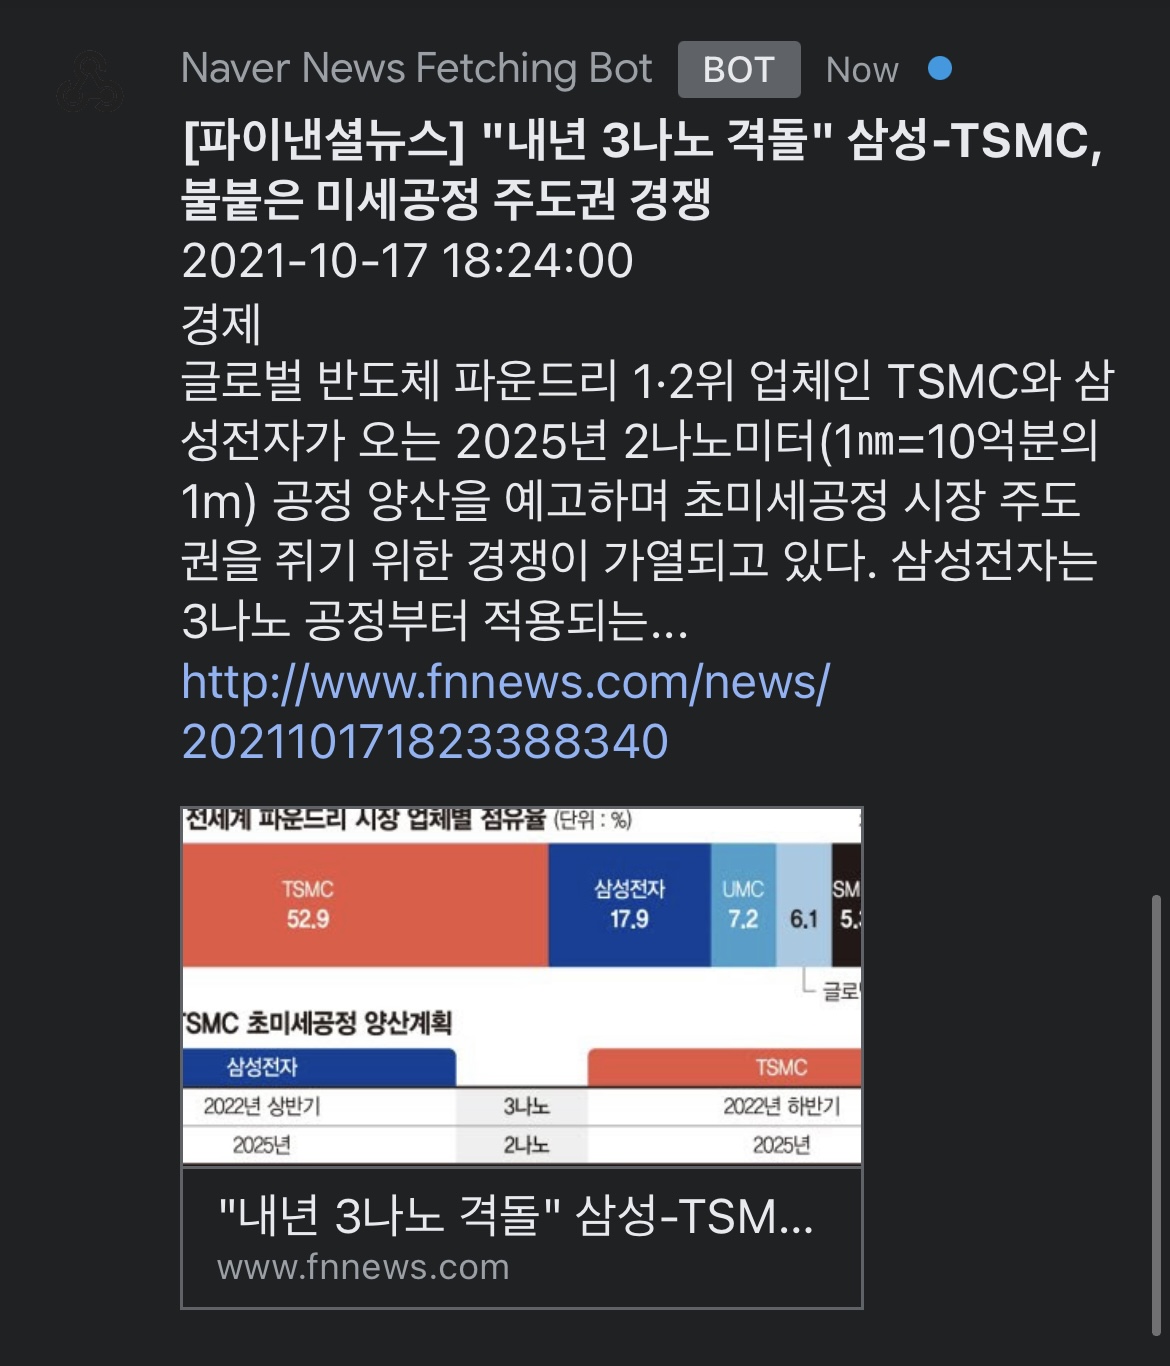 Naver News Fetching Bot BOT Now
[파이낸셜뉴스] "내년 3나노 격돌" 삼성-TSMC,
불붙은 미세공정 주도권 경쟁
2021-10-17 18:24:00
경제
글로벌 반도체 파운드리 1·2위 업체인 TSMC와 삼
성전자가 오는 2025년 2나노미터(1㎚=10억분의
1m) 공정 양산을 예고하며 초미세공정 시장 주도
권을 쥐기 위한 경쟁이 가열되고 있다. 삼성전자는
3나노 공정부터 적용되는...
http://www.fnnews.com/news/
202110171823388340
전세계 파운드리 시장 업체별 점유율 (단위 : %)
TSMC 삼성전자 UMC SM
52.9 17.9 7.2 6.1 5.
글로
TSMC 초미세공정 양산계획
삼성전자 TSMC
2022년 상반기 3나노 2022년 하반기
2025년 2나노 2025년
"내년 3나노 격돌" 삼성-TSM...
www.fnnews.com